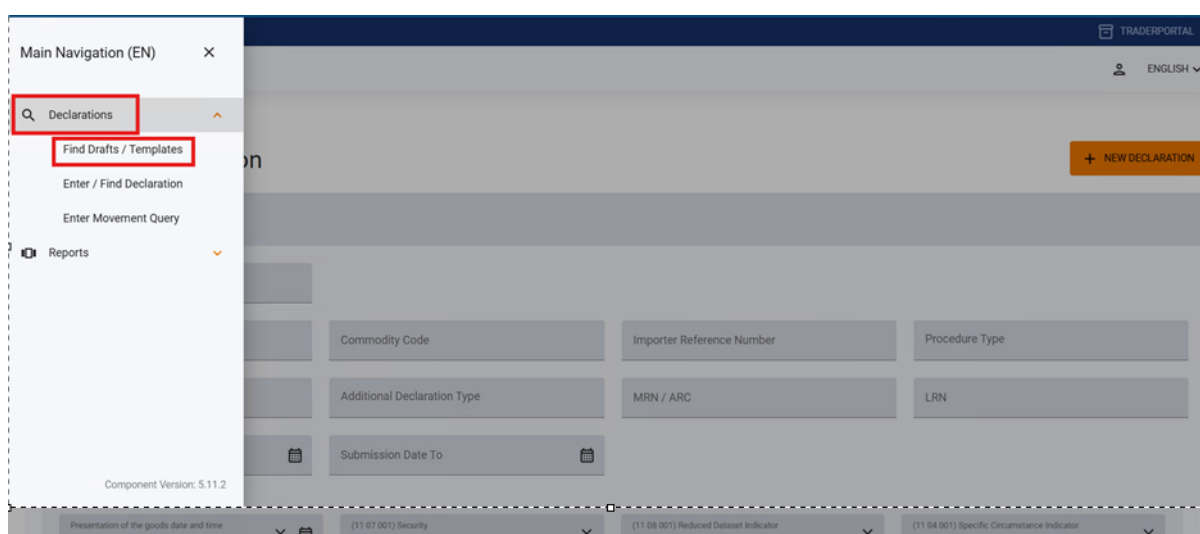 Main Navigation (EN)
TRADERPORTAL
ENGLISH
Declarations
Find Drafts / Templates
on
NEW DECLARATION
Enter / Find Declaration
Enter Movement Query
Reports
Commodity Code
Importer Reference Number
Procedure Type
Additional Declaration Type
MRN / ARC
LRN
Submission Date To
Component Version: 5.11.2
Presentation of the goods date and time
(11 07 001) Security
(11 08 001) Reduced Dataset Indicator
(11 04 001) Specific Circumstance Indicator